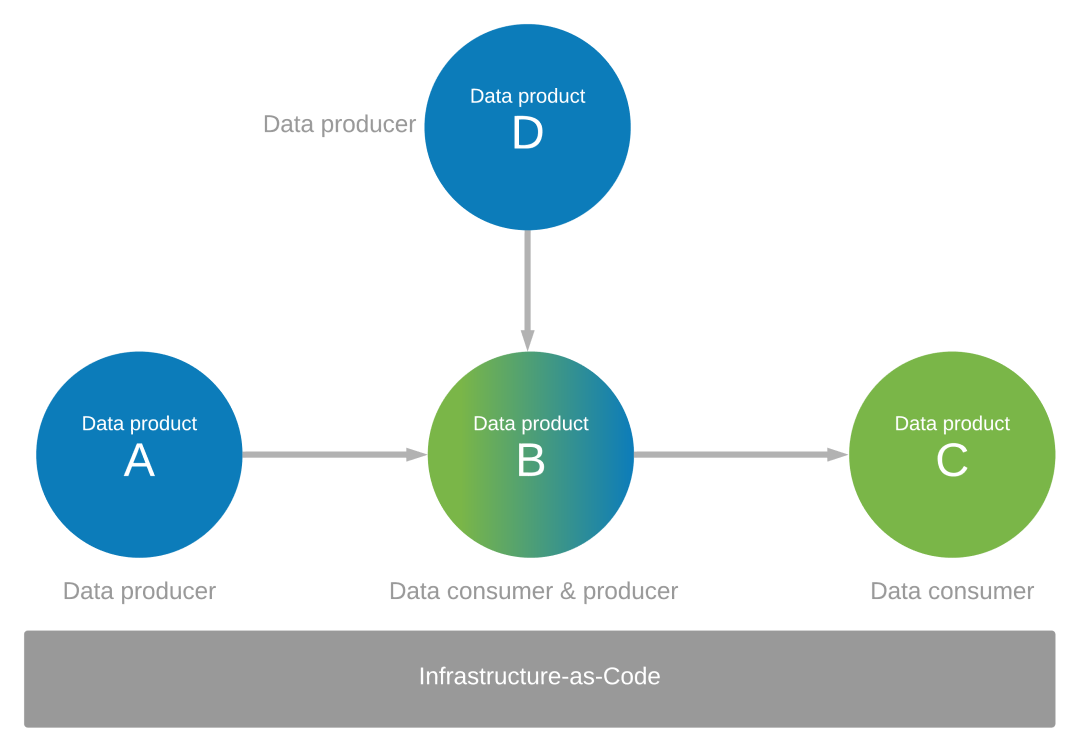 Data product
D
Data producer
Data product
A
Data product
B
Data product
C
Data producer
Data consumer & producer
Data consumer
Infrastructure-as-Code